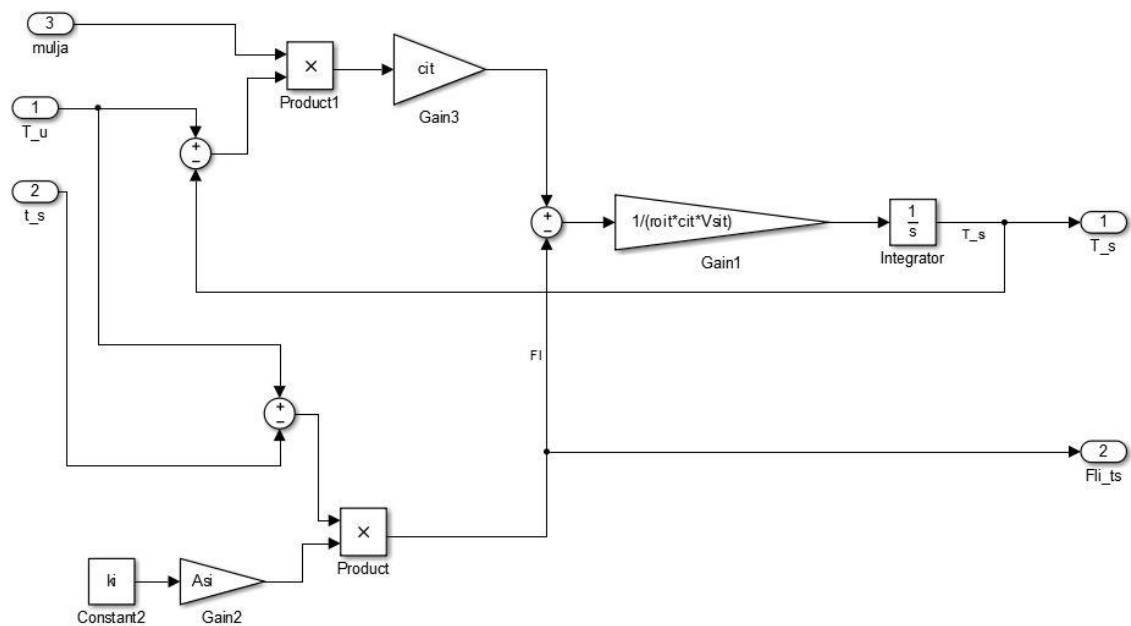 3
mulja
×
Product1
cit
Gain3
1
T_u
+
−
2
t_s
+
−
1/(roit*cit*Vsit)
Gain1
1
s
Integrator
T_s
1
T_s
FI
+
−
2
Fli_ts
×
Product
ki
Constant2
Asi
Gain2